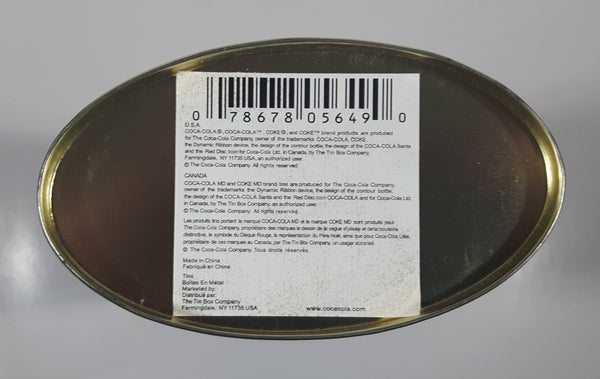 0 78678 05649 0
U.S.A.
COCA-COLA®, COCA-COLA™, COKE®, and COKE™ brand products are produced
for The Coca-Cola Company, owner of the trademarks COCA-COLA, COKE,
the Dynamic Ribbon device, the design of the contour bottle, the design of the COCA-COLA Santa
and the Red Disc icon for Coca-Cola Ltd. in Canada, by The Tin Box Company,
Farmingdale, NY 11735 USA, an authorized user.
© The Coca-Cola Company. All rights reserved.
CANADA
COCA-COLA MD and COKE MD brand tins are produced for The Coca-Cola Company,
owner of the trademarks the Dynamic Ribbon device, the design of the contour bottle,
the design of the COCA-COLA Santa and the Red Disc icon and COCA-COLA and for Coca-Cola Ltd.
in Canada, by The Tin Box Company, an authorized user.
© The Coca-Cola Company. All rights reserved.
Les produits tins portant la marque COCA-COLA MD et la marque COKE MD sont produits pour
The Coca-Cola Company, propriétaire des marques le dessin de la vague stylisée et de la bouteille
distinctive, le symbole du Disque Rouge, la représentation du Père Noël, ainsi que pour Coca-Cola Ltée,
propriétaire de ces marques au Canada, par The Tin Box Company, un usager autorisé.
© The Coca-Cola Company. Tous droits réservés.
Made in China
Fabriqué en Chine
Tins
Boîtes En Métal
Marketed by:
Distribué par:
The Tin Box Company
Farmingdale, NY 11735 USA www.cocacola.com